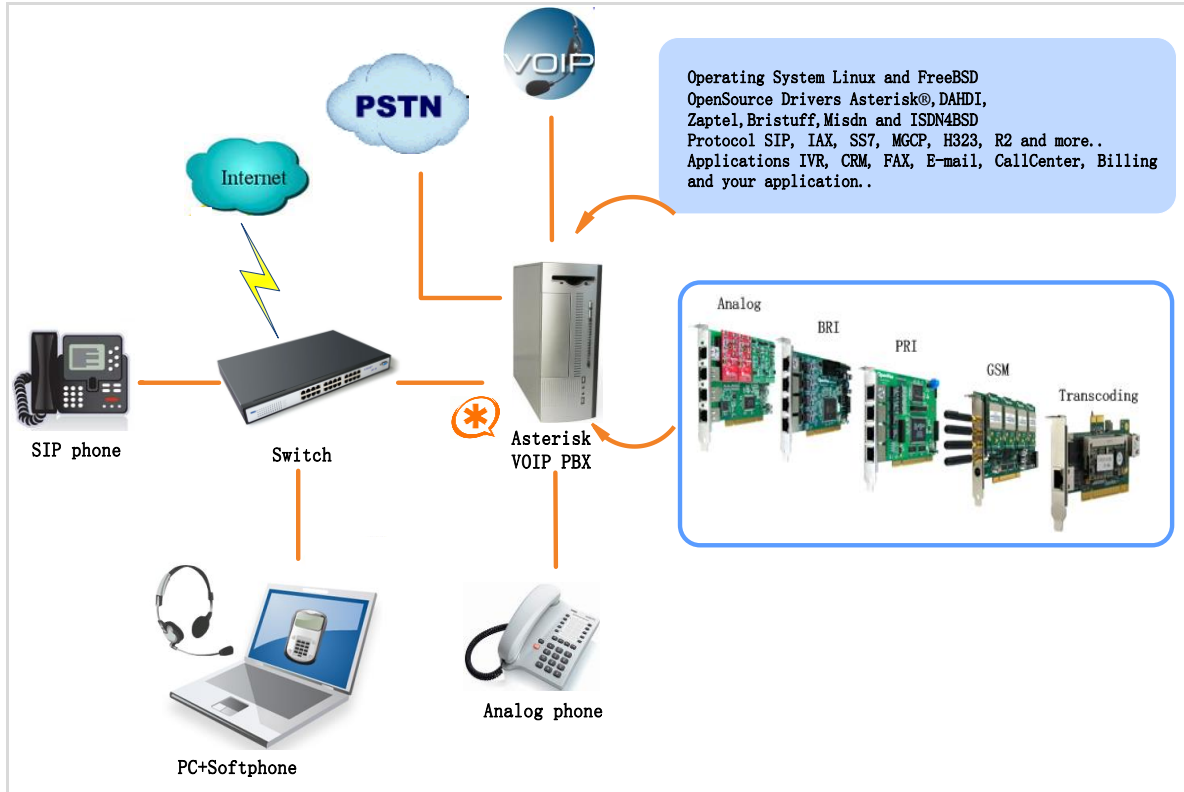 VOIP
PSTN
Internet
Operating System Linux and FreeBSD
OpenSource Drivers Asterisk®,DAHDI,
Zaptel,Bristuff,Misdn and ISDN4BSD
Protocol SIP, IAX, SS7, MGCP, H323, R2 and more..
Applications IVR, CRM, FAX, E-mail, CallCenter, Billing
and your application..
Analog
BRI
PRI
GSM
Transcoding
SIP phone
Switch
Asterisk
VOIP PBX
Analog phone
PC+Softphone